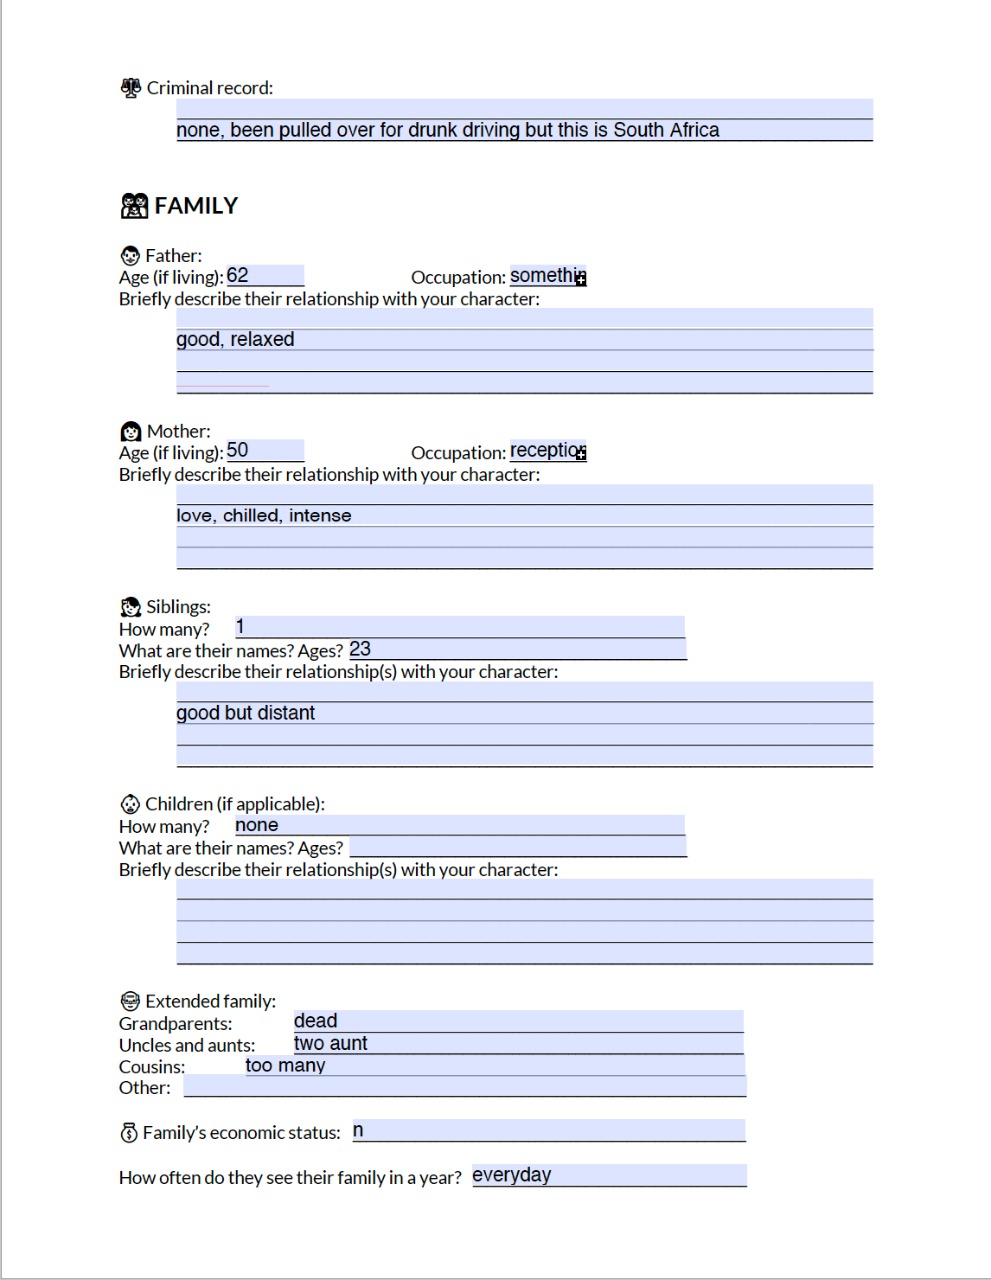 Criminal record:
none, been pulled over for drunk driving but this is South Africa
FAMILY
Father:
Age (if living): 62 Occupation: somethin
Briefly describe their relationship with your character:
good, relaxed
Mother:
Age (if living): 50 Occupation: reception
Briefly describe their relationship with your character:
love, chilled, intense
Siblings:
How many? 1
What are their names? Ages? 23
Briefly describe their relationship(s) with your character:
good but distant
Children (if applicable):
How many? none
What are their names? Ages?
Briefly describe their relationship(s) with your character:
Extended family:
Grandparents: dead
Uncles and aunts: two aunt
Cousins: too many
Other:
Family's economic status: n
How often do they see their family in a year? everyday